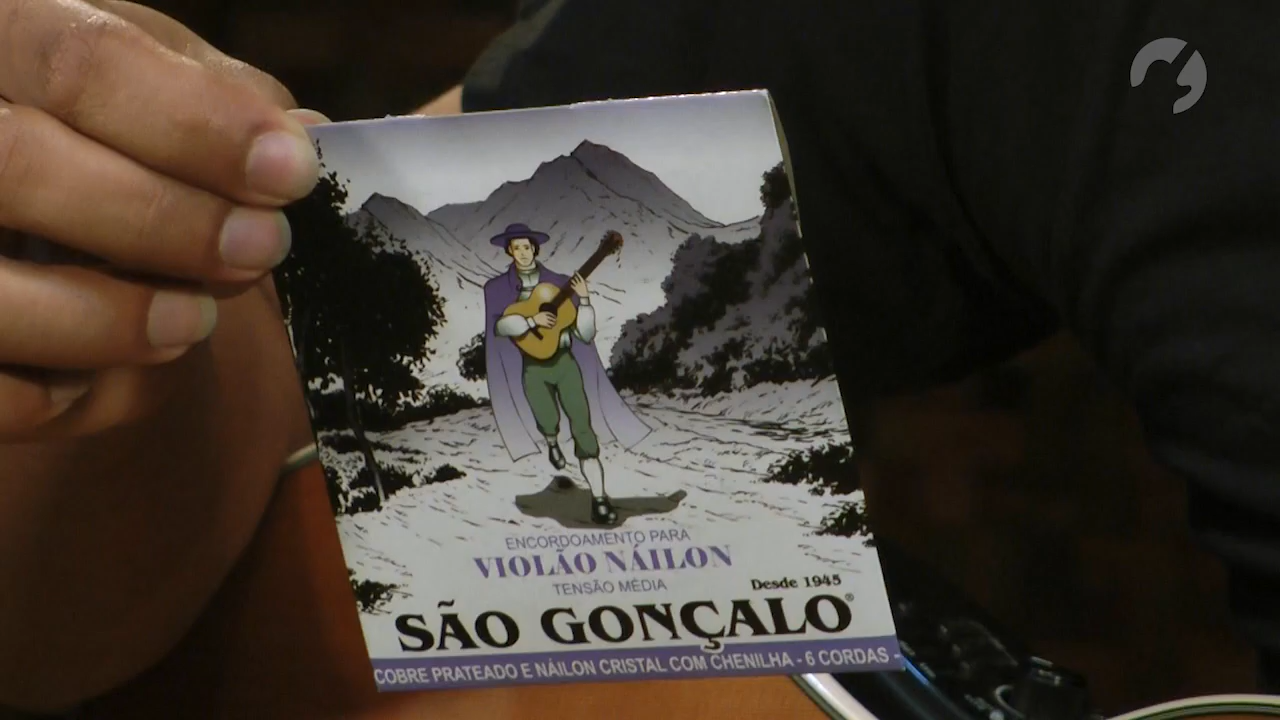 ENCORDOAMENTO PARA
VIOLÃO NÁILON
TENSÃO MÉDIA
Desde 1945
SÃO GONÇALO®
COBRE PRATEADO E NÁILON CRISTAL COM CHENILHA - 6 CORDAS -